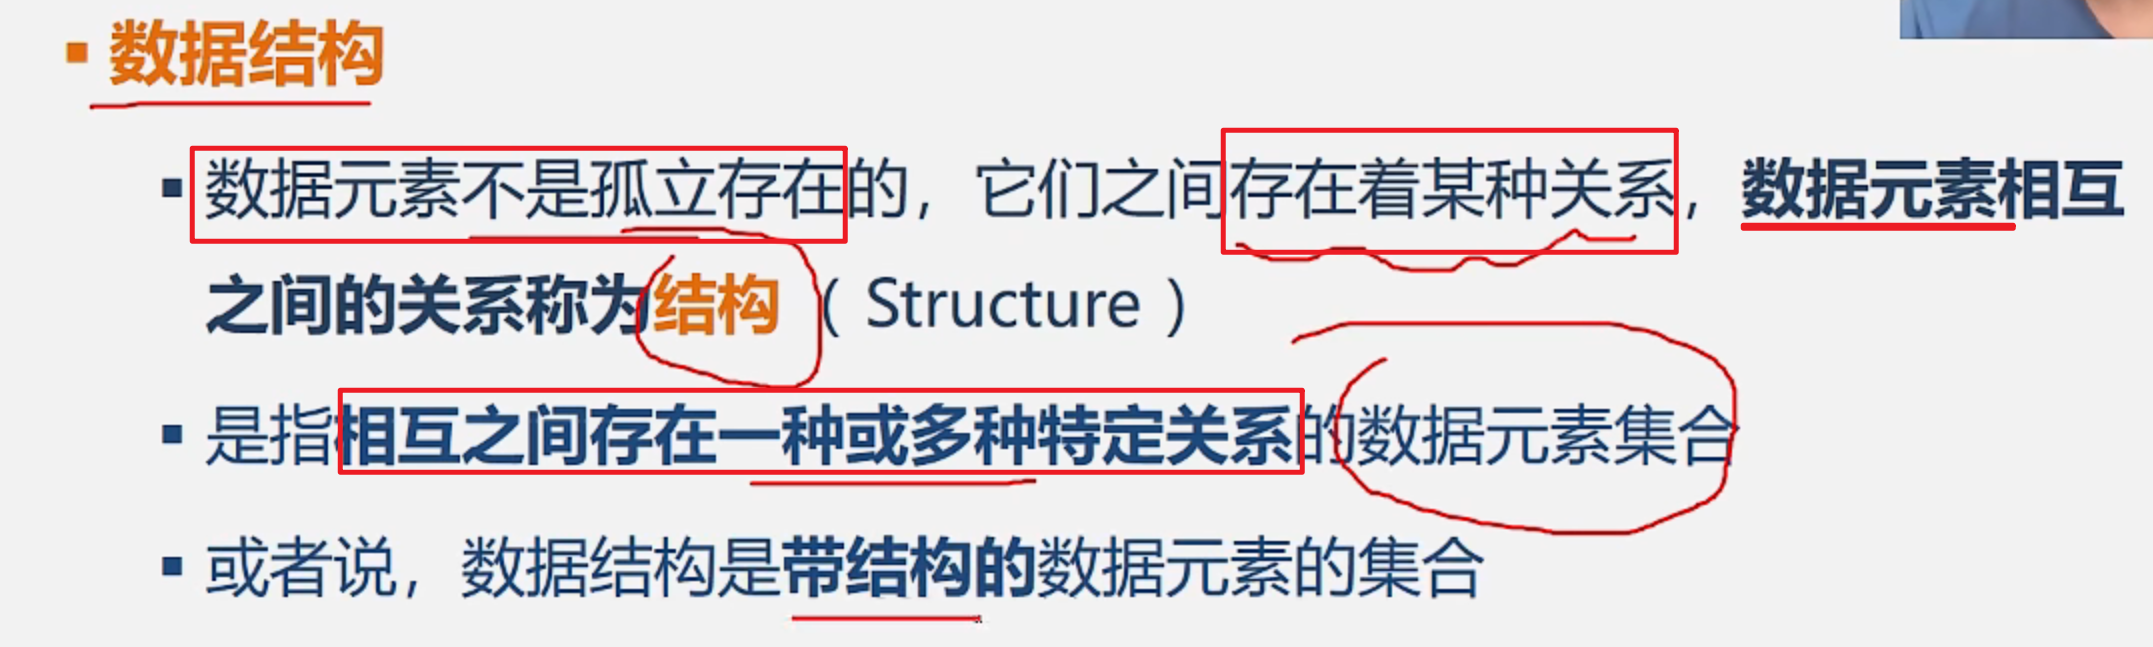 ▪ 数据结构
▪ 数据元素不是孤立存在的，它们之间存在着某种关系，数据元素相互
之间的关系称为结构（Structure）
▪ 是指相互之间存在一种或多种特定关系的数据元素集合
▪ 或者说，数据结构是带结构的数据元素的集合